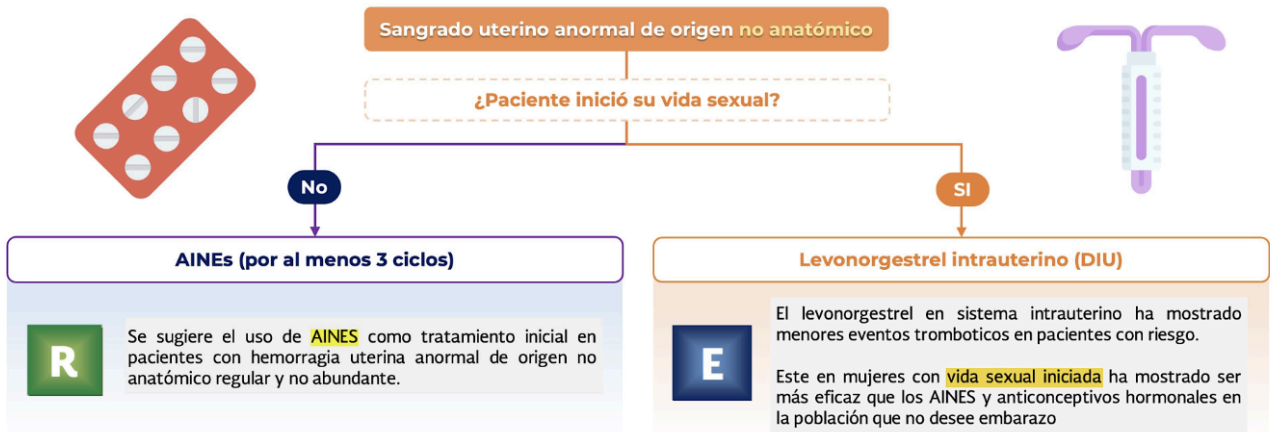 Sangrado uterino anormal de origen no anatómico
¿Paciente inició su vida sexual?
No
SI
AINEs (por al menos 3 ciclos)
R
Se sugiere el uso de AINES como tratamiento inicial en
pacientes con hemorragia uterina anormal de origen no
anatómico regular y no abundante.
Levonorgestrel intrauterino (DIU)
E
El levonorgestrel en sistema intrauterino ha mostrado
menores eventos tromboticos en pacientes con riesgo.
Este en mujeres con vida sexual iniciada ha mostrado ser
más eficaz que los AINES y anticonceptivos hormonales en
la población que no desee embarazo